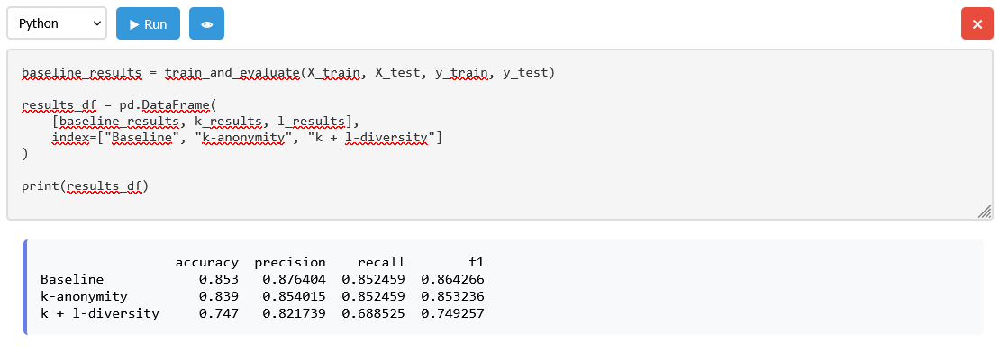 Python
Run
baseline_results = train_and_evaluate(X_train, X_test, y_train, y_test)
results_df = pd.DataFrame(
    [baseline_results, k_results, l_results],
    index=["Baseline", "k-anonymity", "k + l-diversity"]
)
print(results_df)
                 accuracy  precision    recall        f1
Baseline            0.853   0.876404  0.852459  0.864266
k-anonymity         0.839   0.854015  0.852459  0.853236
k + l-diversity     0.747   0.821739  0.688525  0.749257